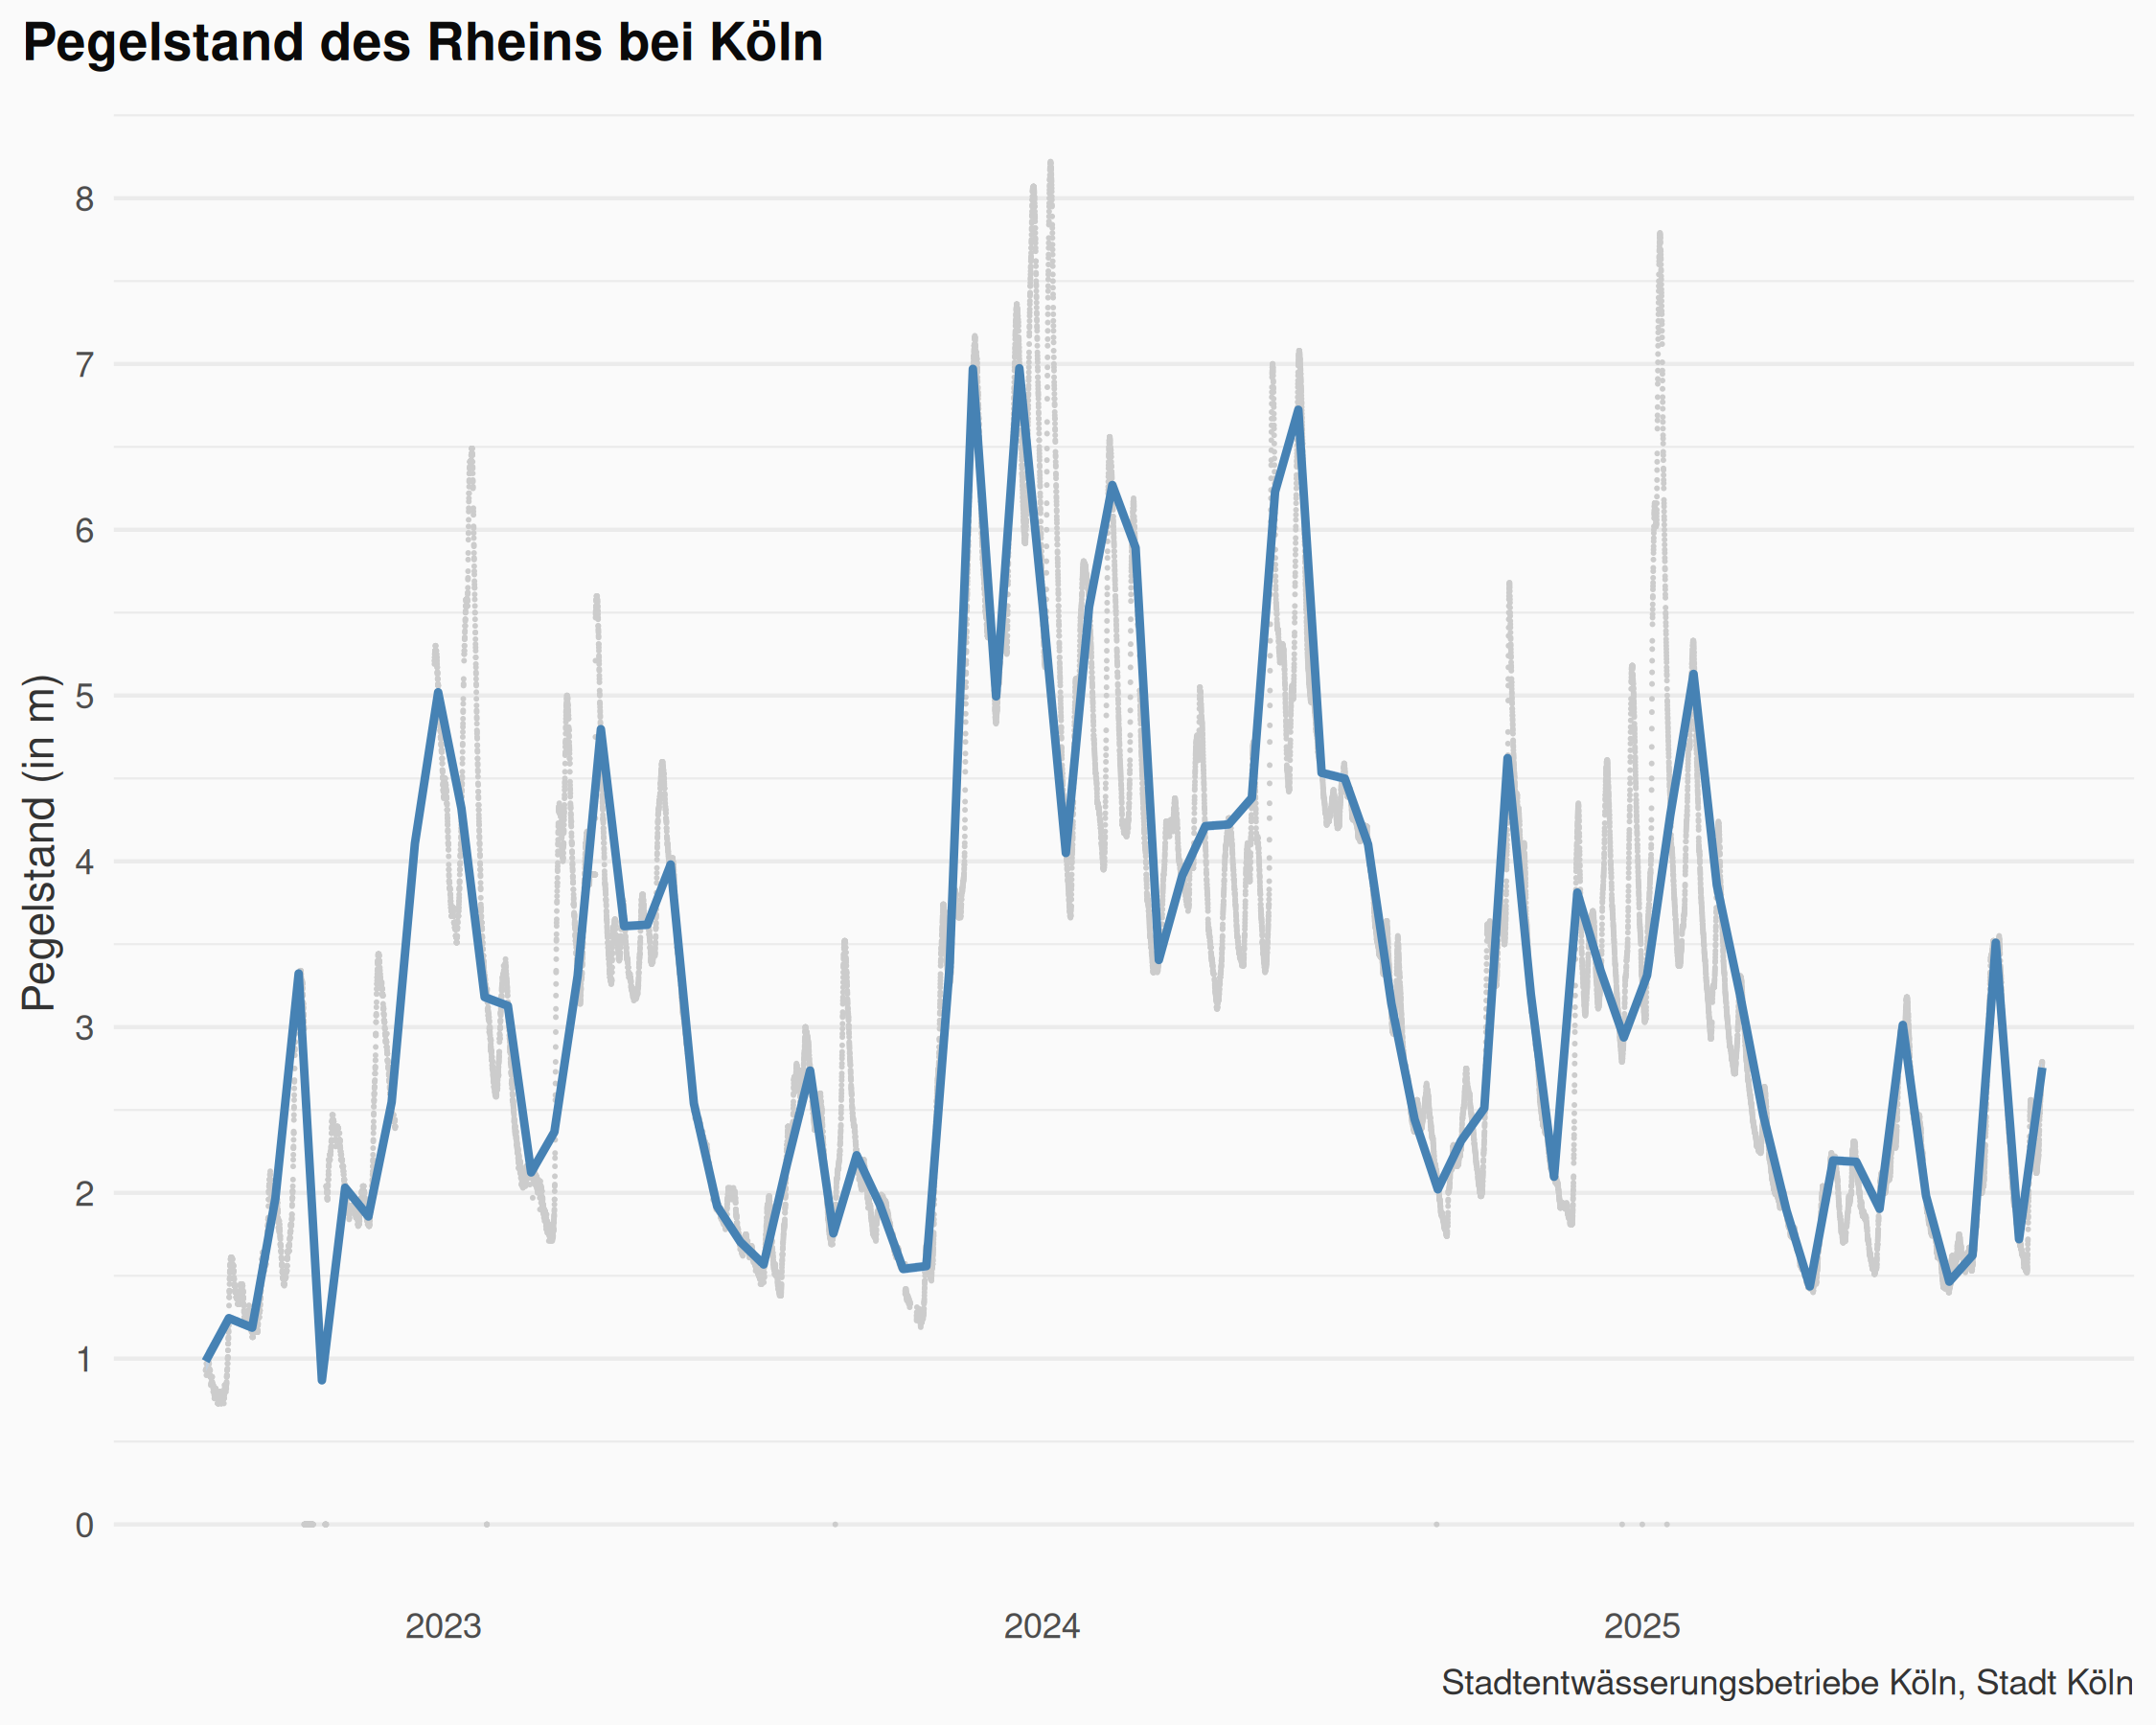 Pegelstand des Rheins bei Köln
Pegelstand (in m)
8
7
6
5
4
3
2
1
0
2023 2024 2025
Stadtentwässerungsbetriebe Köln, Stadt Köln